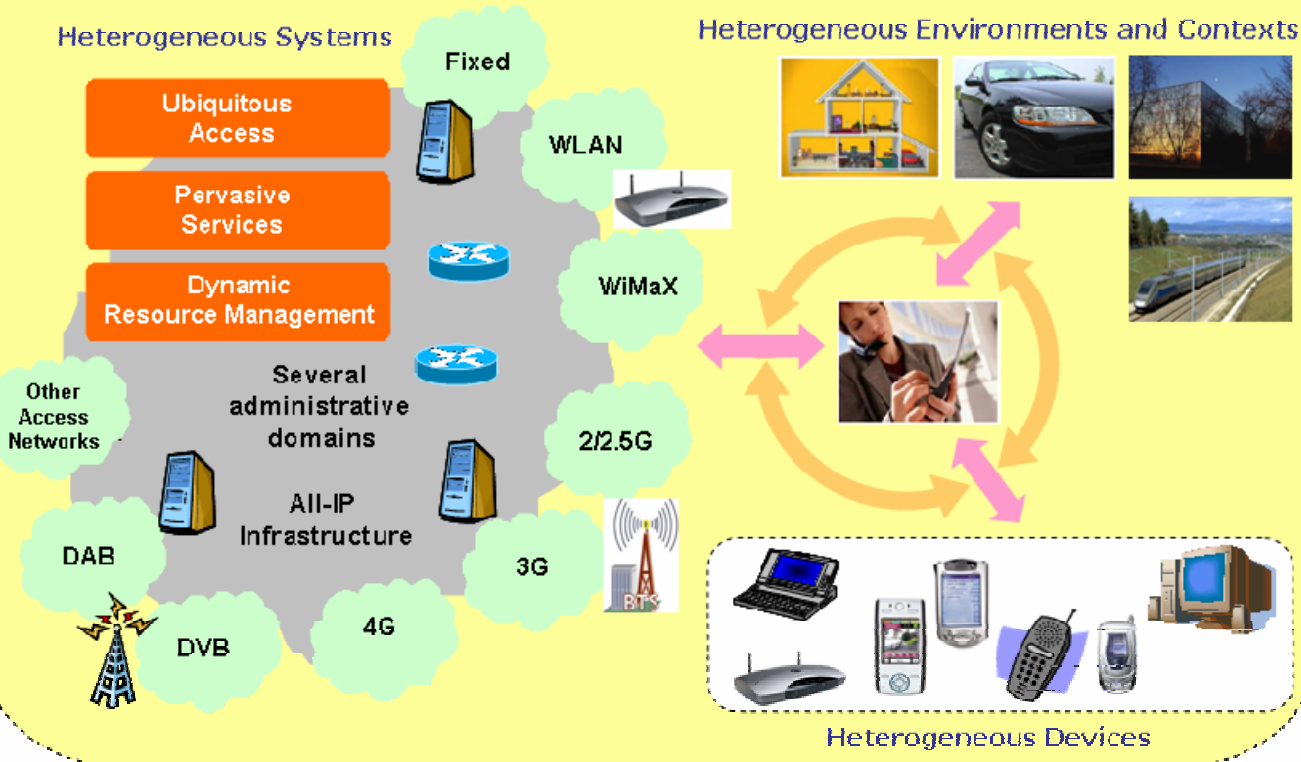 Heterogeneous Systems
Heterogeneous Environments and Contexts
Fixed
Ubiquitous
Access
WLAN
Pervasive
Services
WiMaX
Dynamic
Resource Management
Several
administrative
domains
Other
Access
Networks
2/2.5G
All-IP
Infrastructure
DAB
3G
BTS
4G
DVB
Heterogeneous Devices